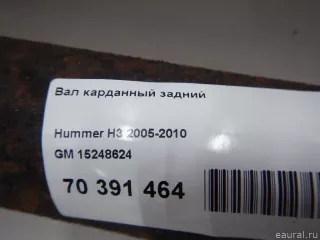 Вал карданный задний
Hummer H3 2005-2010
GM 15248624
70 391 464
eaural.ru